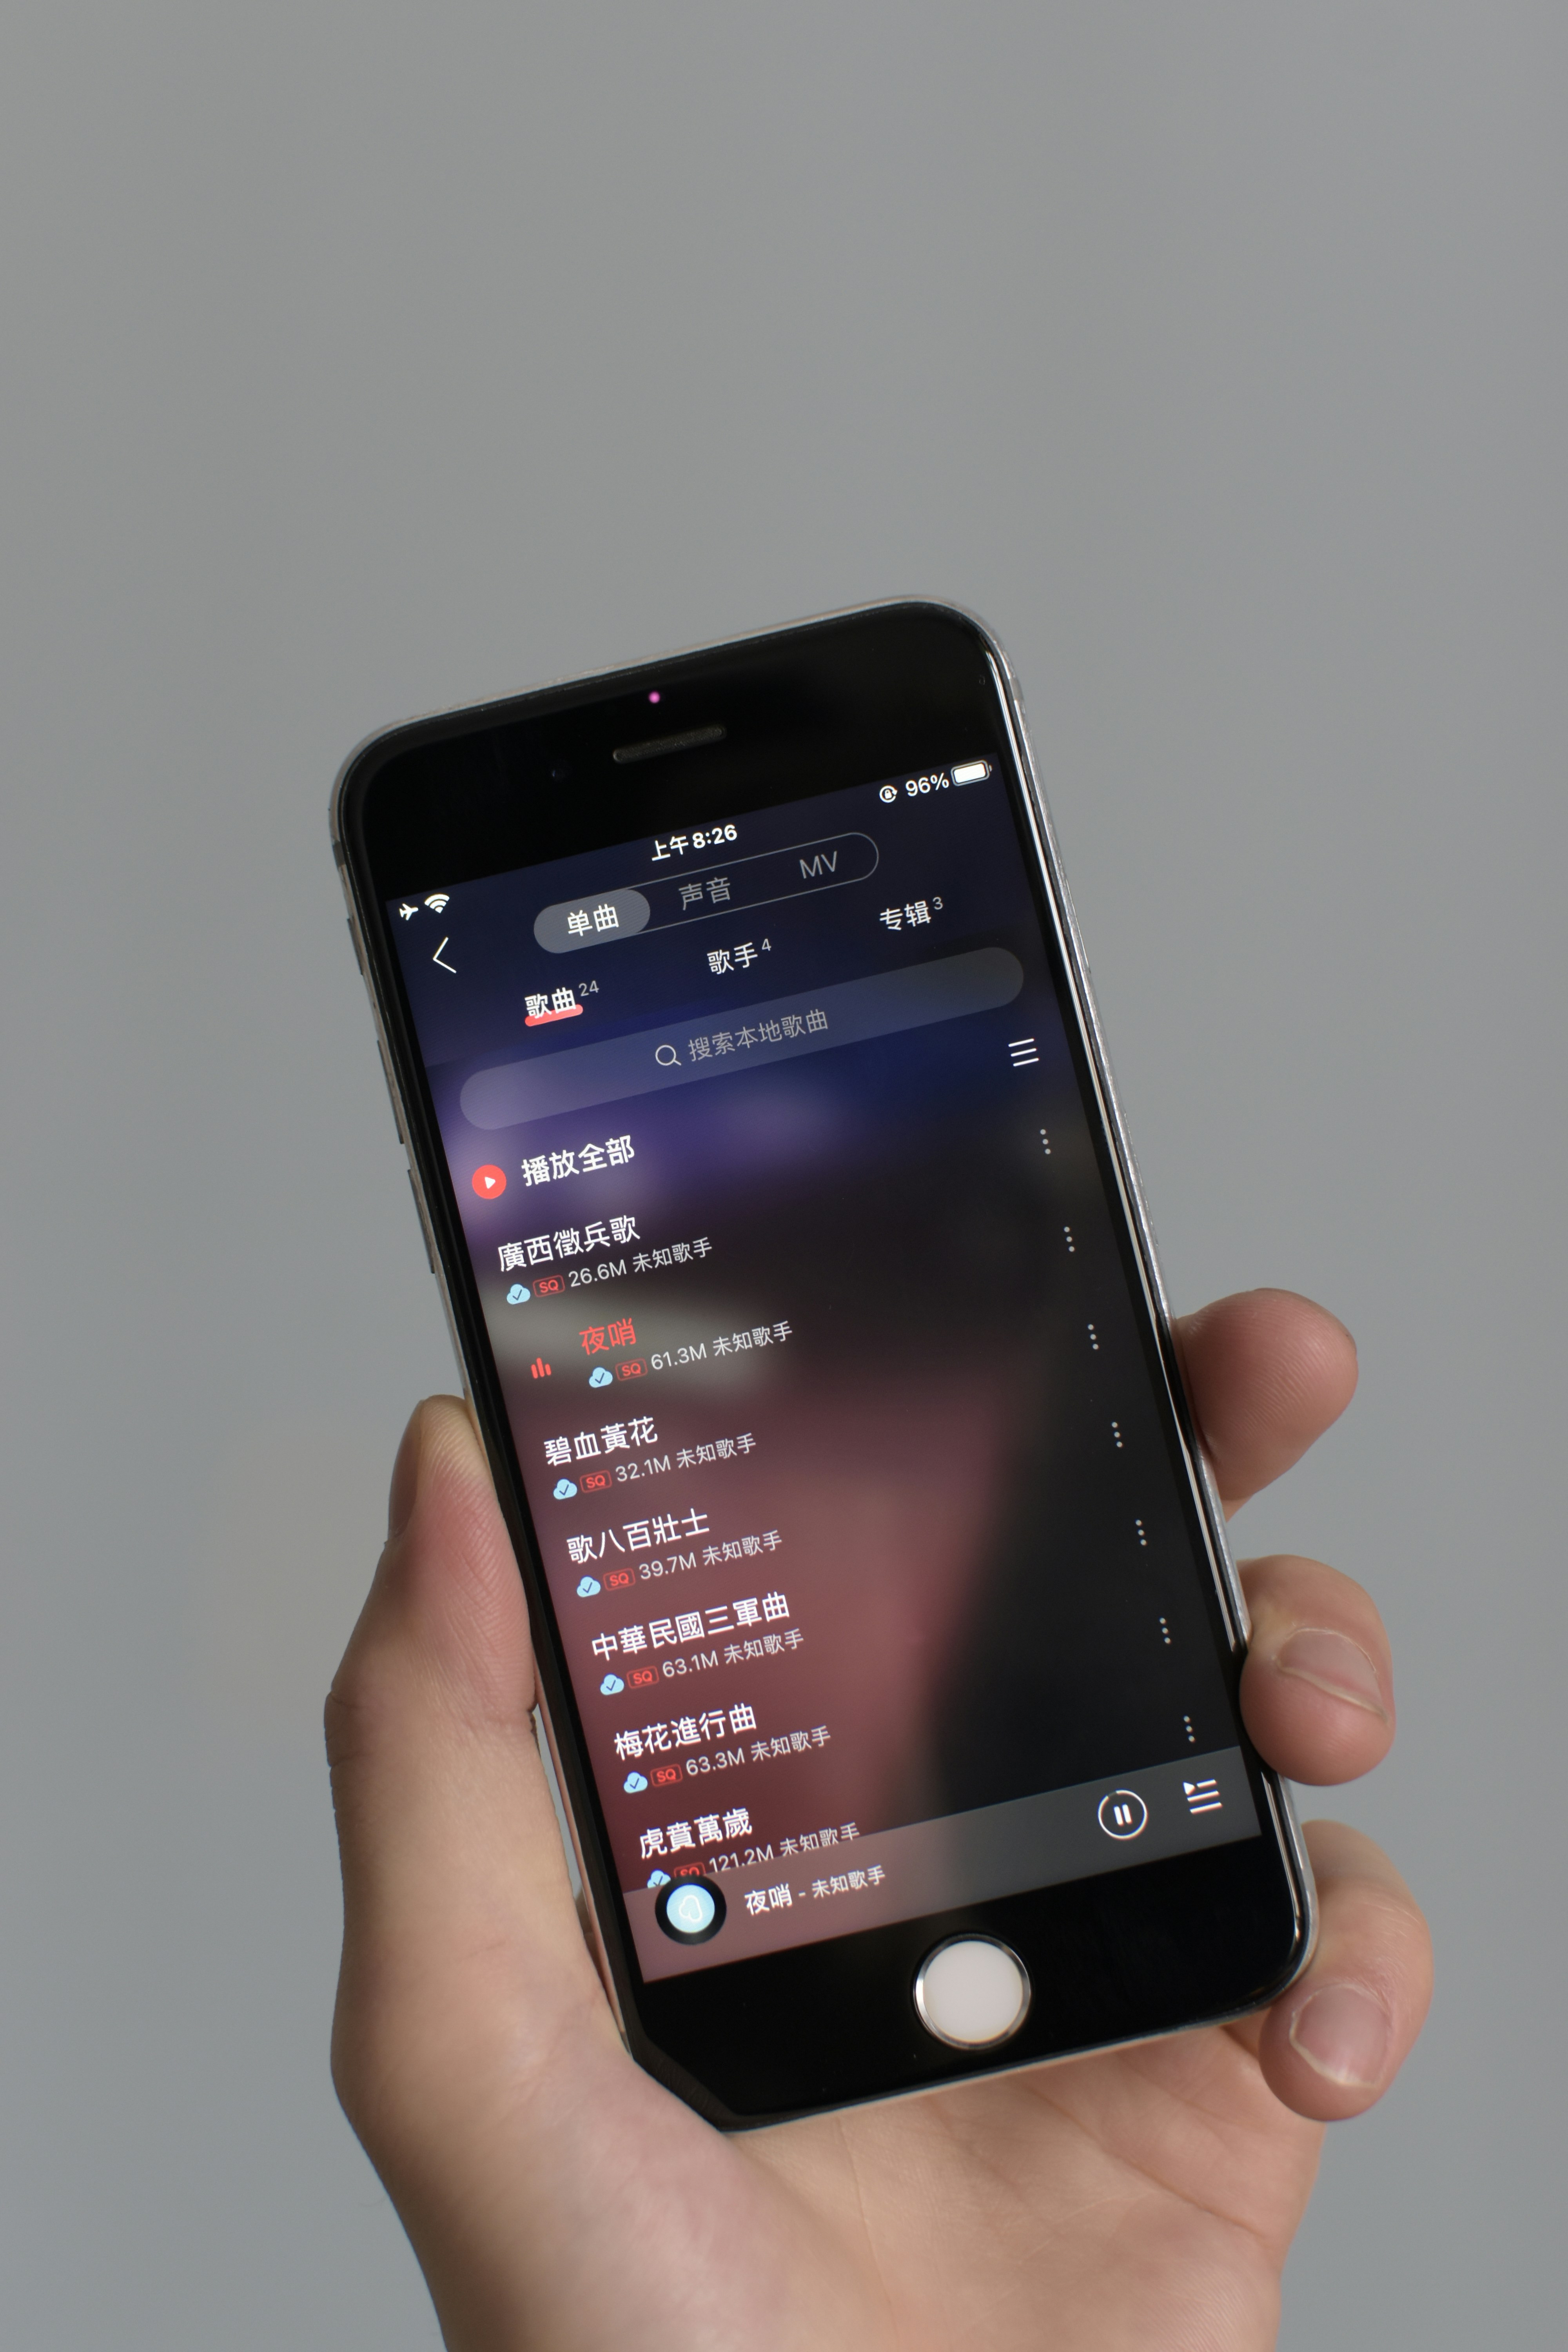 上午8:26
96%
单曲 声音 MV
歌曲24 歌手4 专辑3
搜索本地歌曲
播放全部
廣西徵兵歌
SQ 26.6M 未知歌手
夜哨
SQ 61.3M 未知歌手
碧血黃花
SQ 32.1M 未知歌手
歌八百壯士
SQ 39.7M 未知歌手
中華民國三軍曲
SQ 63.1M 未知歌手
梅花進行曲
SQ 63.3M 未知歌手
虎賁萬歲
SQ 121.2M 未知歌手
夜哨 - 未知歌手